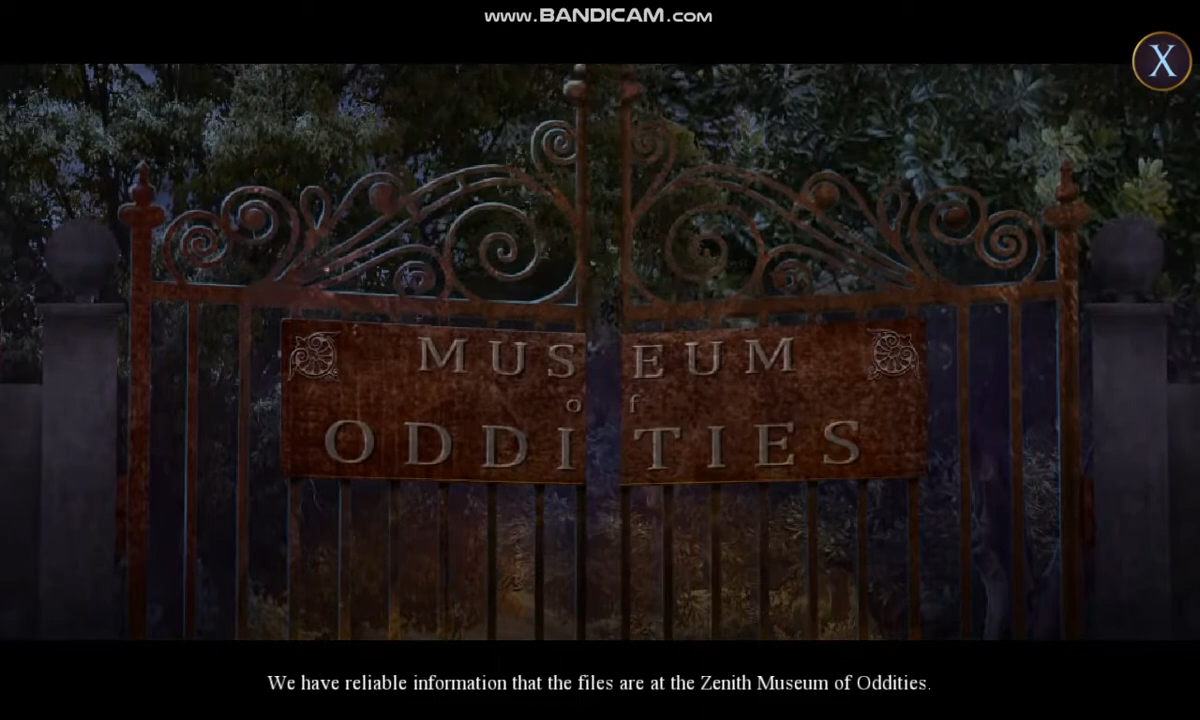 www.BANDICAM.com
X
MUSEUM
of
ODDITIES
We have reliable information that the files are at the Zenith Museum of Oddities.